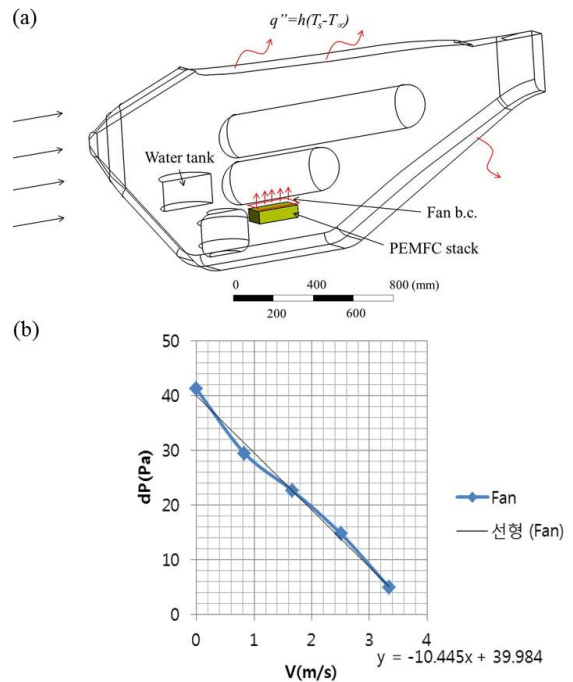 (a)
q"=h(Ts-T∞)
Water tank
Fan b.c.
PEMFC stack
0 400 800 (mm)
200 600
(b)
50
40
30
20
10
0
dP(Pa)
0 1 2 3 4
V(m/s)
Fan
선형 (Fan)
y = -10.445x + 39.984